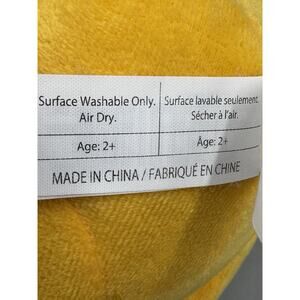 Surface Washable Only. Surface lavable seulement.
Air Dry. Sécher à l'air.
Age: 2+ Âge: 2+
MADE IN CHINA / FABRIQUÉ EN CHINE